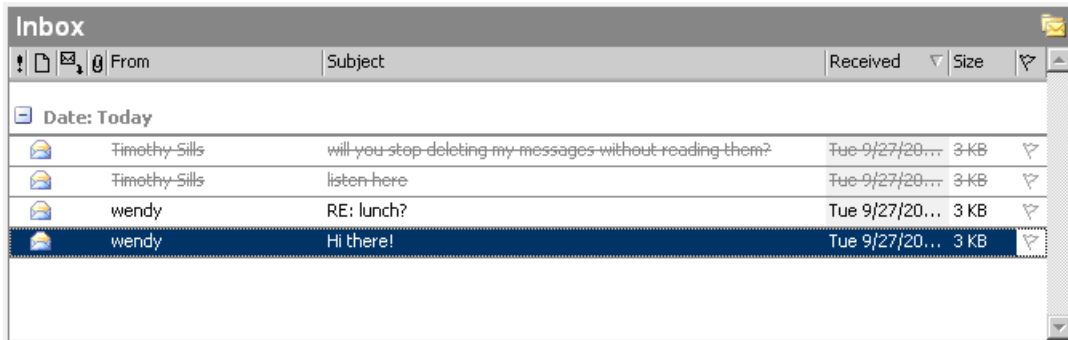 Inbox
! From Subject Received Size
Date: Today
Timothy Sills will you stop deleting my messages without reading them? Tue 9/27/20... 3 KB
Timothy Sills listen here Tue 9/27/20... 3 KB
wendy RE: lunch? Tue 9/27/20... 3 KB
wendy Hi there! Tue 9/27/20... 3 KB